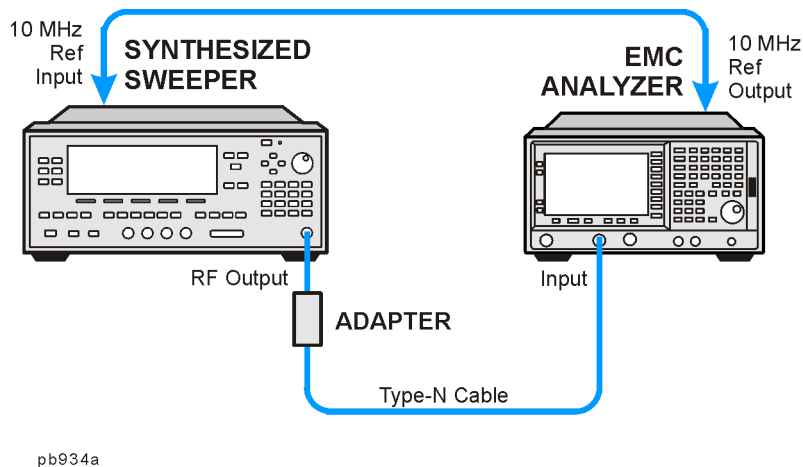 10 MHz
Ref
Input
SYNTHESIZED
SWEEPER
EMC
ANALYZER
10 MHz
Ref
Output
RF Output
Input
ADAPTER
Type-N Cable
pb934a